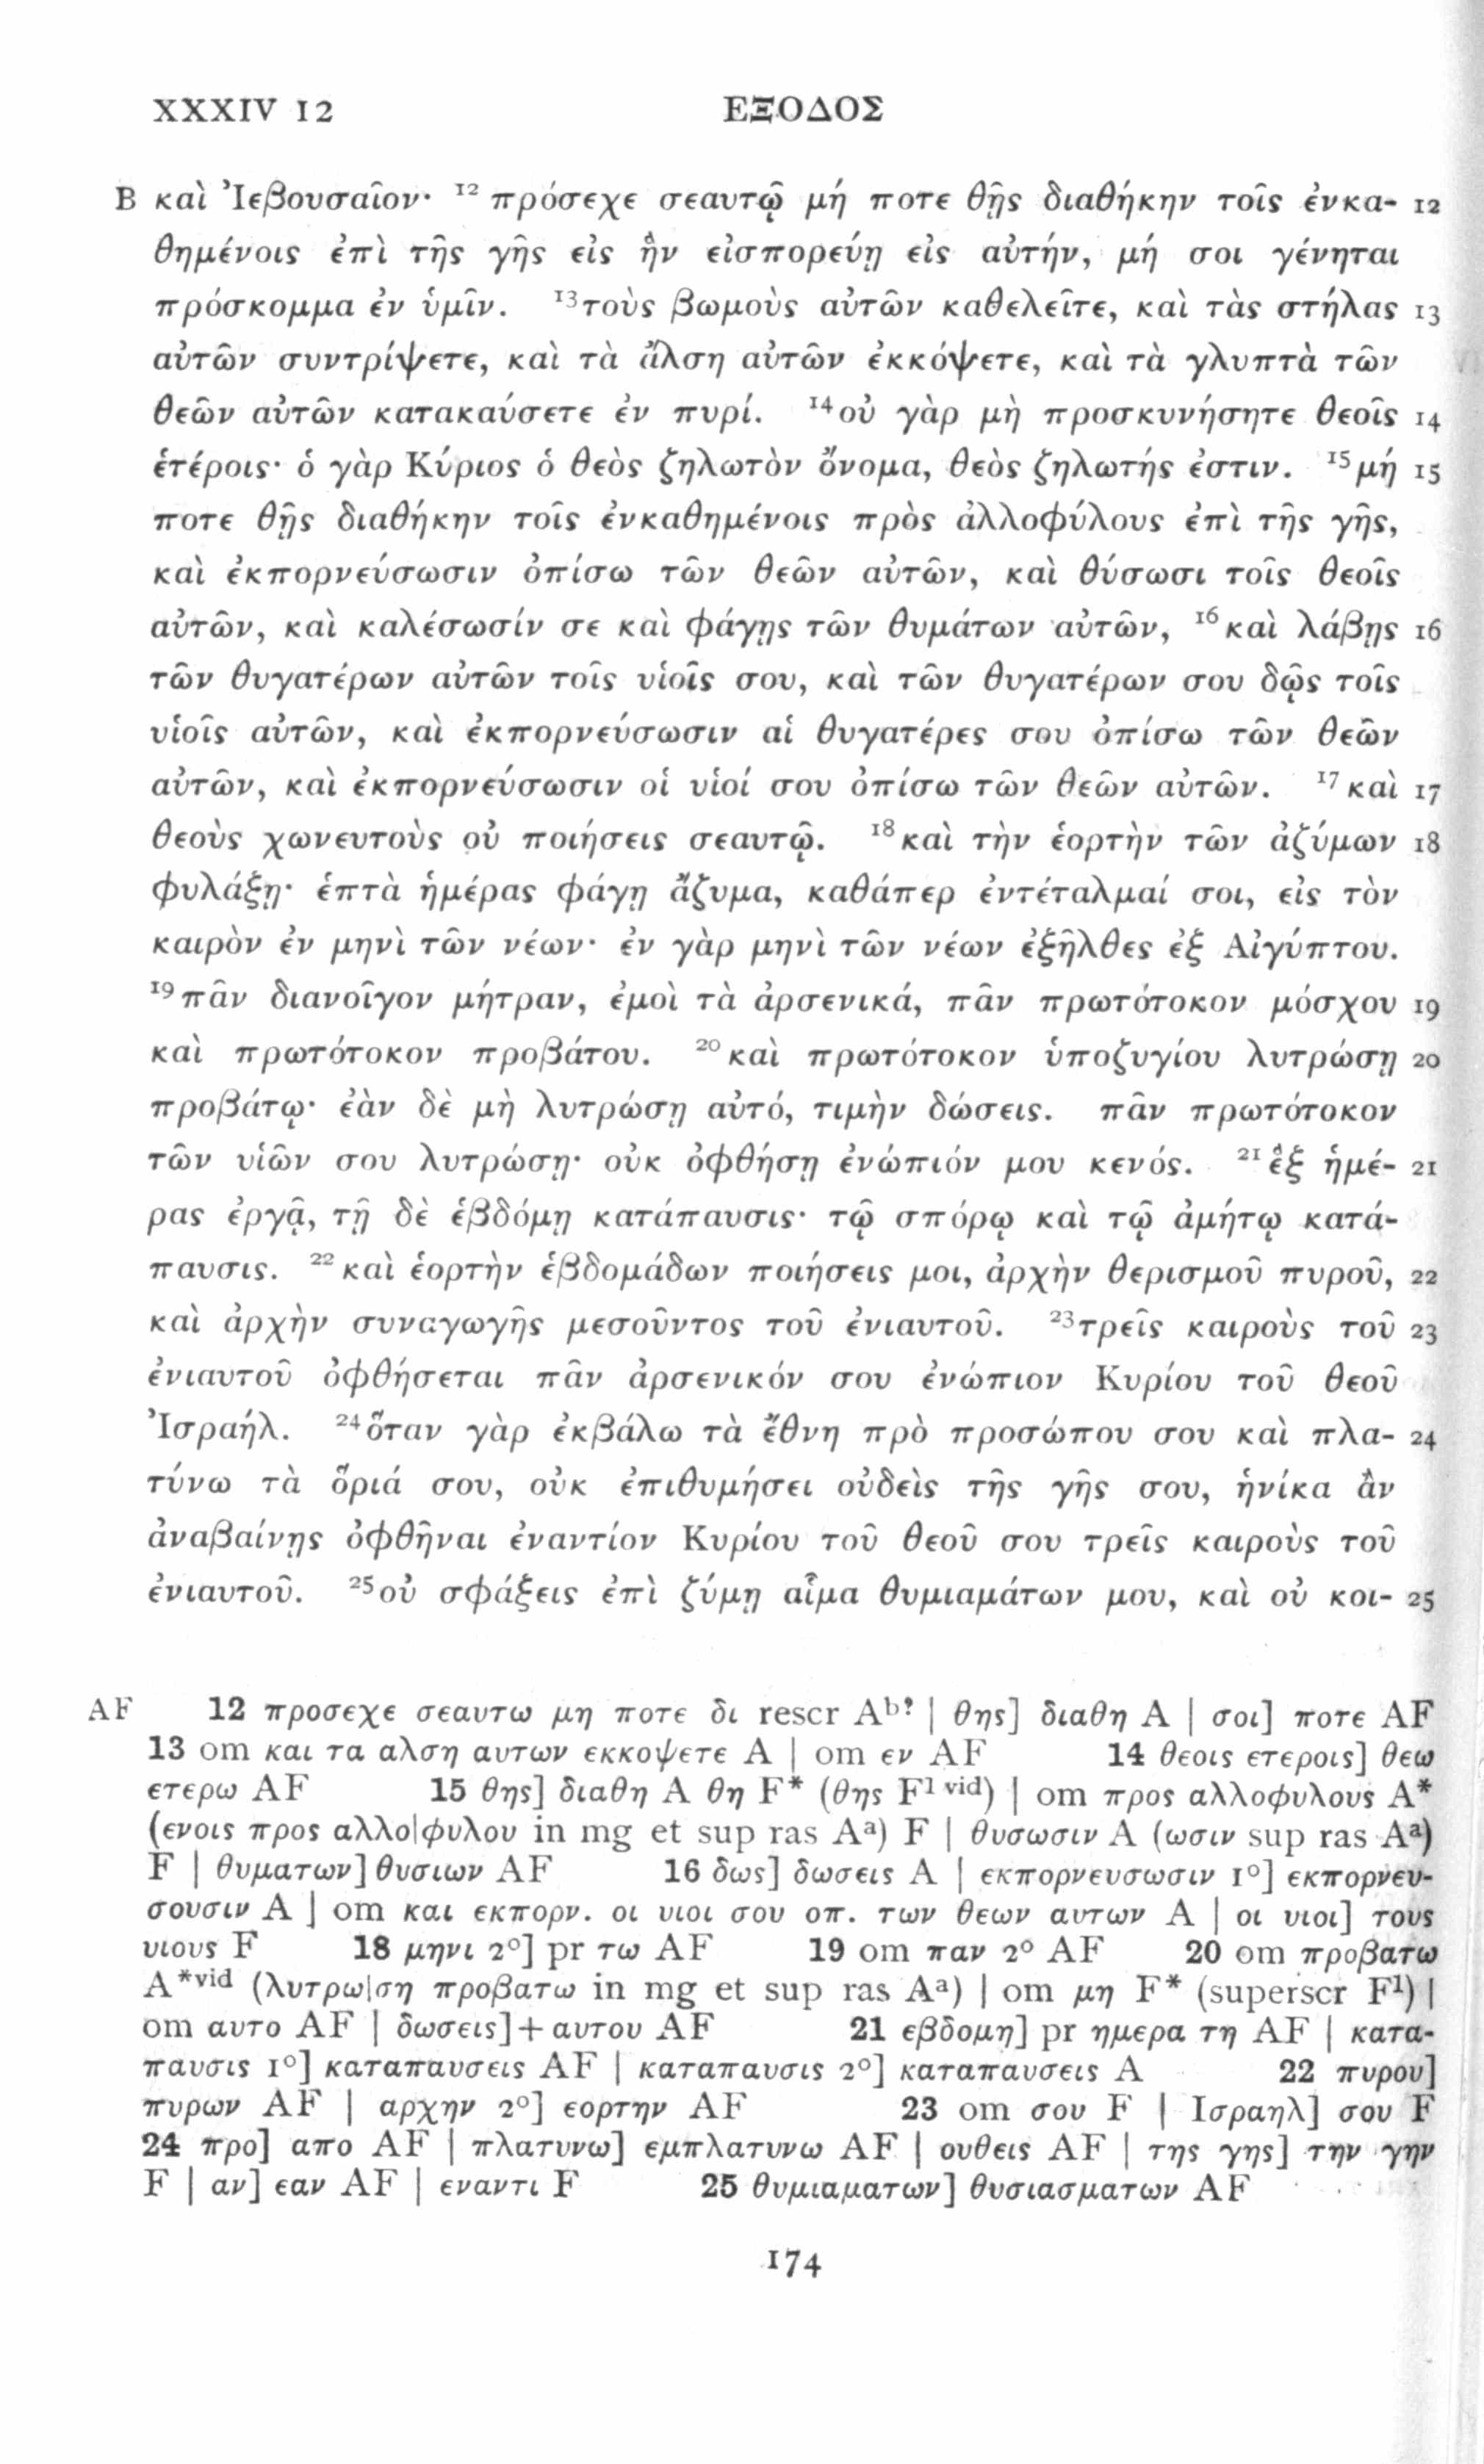 XXXIV 12 ΕΞΟΔΟΣ
B καὶ Ἰεβουσαῖον· ¹² πρόσεχε σεαυτῷ μή ποτε θῇς διαθήκην τοῖς ἐνκα- 12
θημένοις ἐπὶ τῆς γῆς εἰς ἣν εἰσπορεύῃ εἰς αὐτήν, μή σοι γένηται
πρόσκομμα ἐν ὑμῖν. ¹³τοὺς βωμοὺς αὐτῶν καθελεῖτε, καὶ τὰς στήλας 13
αὐτῶν συντρίψετε, καὶ τὰ ἄλση αὐτῶν ἐκκόψετε, καὶ τὰ γλυπτὰ τῶν
θεῶν αὐτῶν κατακαύσετε ἐν πυρί. ¹⁴οὐ γὰρ μὴ προσκυνήσητε θεοῖς 14
ἑτέροις· ὁ γὰρ Κύριος ὁ θεὸς ζηλωτὸν ὄνομα, θεὸς ζηλωτής ἐστιν. ¹⁵μή 15
ποτε θῇς διαθήκην τοῖς ἐνκαθημένοις πρὸς ἀλλοφύλους ἐπὶ τῆς γῆς,
καὶ ἐκπορνεύσωσιν ὀπίσω τῶν θεῶν αὐτῶν, καὶ θύσωσι τοῖς θεοῖς
αὐτῶν, καὶ καλέσωσίν σε καὶ φάγῃς τῶν θυμάτων αὐτῶν, ¹⁶καὶ λάβῃς 16
τῶν θυγατέρων αὐτῶν τοῖς υἱοῖς σου, καὶ τῶν θυγατέρων σου δῷς τοῖς
υἱοῖς αὐτῶν, καὶ ἐκπορνεύσωσιν αἱ θυγατέρες σου ὀπίσω τῶν θεῶν
αὐτῶν, καὶ ἐκπορνεύσωσιν οἱ υἱοί σου ὀπίσω τῶν θεῶν αὐτῶν. ¹⁷καὶ 17
θεοὺς χωνευτοὺς οὐ ποιήσεις σεαυτῷ. ¹⁸καὶ τὴν ἑορτὴν τῶν ἀζύμων 18
φυλάξῃ· ἑπτὰ ἡμέρας φάγῃ ἄζυμα, καθάπερ ἐντέταλμαί σοι, εἰς τὸν
καιρὸν ἐν μηνὶ τῶν νέων· ἐν γὰρ μηνὶ τῶν νέων ἐξῆλθες ἐξ Αἰγύπτου.
¹⁹πᾶν διανοῖγον μήτραν, ἐμοὶ τὰ ἀρσενικά, πᾶν πρωτότοκον μόσχου 19
καὶ πρωτότοκον προβάτου. ²⁰καὶ πρωτότοκον ὑποζυγίου λυτρώσῃ 20
προβάτῳ· ἐὰν δὲ μὴ λυτρώσῃ αὐτό, τιμὴν δώσεις. πᾶν πρωτότοκον
τῶν υἱῶν σου λυτρώσῃ· οὐκ ὀφθήσῃ ἐνώπιόν μου κενός. ²¹ἓξ ἡμέ- 21
ρας ἐργᾷ, τῇ δὲ ἑβδόμῃ κατάπαυσις· τῷ σπόρῳ καὶ τῷ ἀμήτῳ κατά-
παυσις. ²²καὶ ἑορτὴν ἑβδομάδων ποιήσεις μοι, ἀρχὴν θερισμοῦ πυροῦ, 22
καὶ ἀρχὴν συναγωγῆς μεσοῦντος τοῦ ἐνιαυτοῦ. ²³τρεῖς καιροὺς τοῦ 23
ἐνιαυτοῦ ὀφθήσεται πᾶν ἀρσενικόν σου ἐνώπιον Κυρίου τοῦ θεοῦ
Ἰσραήλ. ²⁴ὅταν γὰρ ἐκβάλω τὰ ἔθνη πρὸ προσώπου σου καὶ πλα- 24
τύνω τὰ ὅριά σου, οὐκ ἐπιθυμήσει οὐδεὶς τῆς γῆς σου, ἡνίκα ἂν
ἀναβαίνῃς ὀφθῆναι ἐναντίον Κυρίου τοῦ θεοῦ σου τρεῖς καιροὺς τοῦ
ἐνιαυτοῦ. ²⁵οὐ σφάξεις ἐπὶ ζύμῃ αἷμα θυμιαμάτων μου, καὶ οὐ κοι- 25
AF 12 προσεχε σεαυτω μη ποτε δι rescr Aᵇ? | θης] διαθη A | σοι] ποτε AF
13 om και τα αλση αυτων εκκοψετε A | om εν AF 14 θεοις ετεροις] θεω
ετερω AF 15 θης] διαθη A θη F* (θης F¹ ᵛⁱᵈ) | om προς αλλοφυλους A*
(ενοις προς αλλο|φυλου in mg et sup ras Aᵃ) F | θυσωσιν A (ωσιν sup ras Aᵃ)
F | θυματων] θυσιων AF 16 δως] δωσεις A | εκπορνευσωσιν 1°] εκπορνευ-
σουσιν A | om και εκπορν. οι υιοι σου οπ. των θεων αυτων A | οι υιοι] τους
υιους F 18 μηνι 2°] pr τω AF 19 om παν 2° AF 20 om προβατω
A*ᵛⁱᵈ (λυτρω|ση προβατω in mg et sup ras Aᵃ) | om μη F* (superscr F¹) |
om αυτο AF | δωσεις]+αυτου AF 21 εβδομη] pr ημερα τη AF | κατα-
παυσις 1°] καταπαυσεις AF | καταπαυσις 2°] καταπαυσεις A 22 πυρου]
πυρων AF | αρχην 2°] εορτην AF 23 om σου F | Ισραηλ] σου F
24 προ] απο AF | πλατυνω] εμπλατυνω AF | ουθεις AF | της γης] την γην
F | αν] εαν AF | εναντι F 25 θυμιαματων] θυσιασματων AF
174